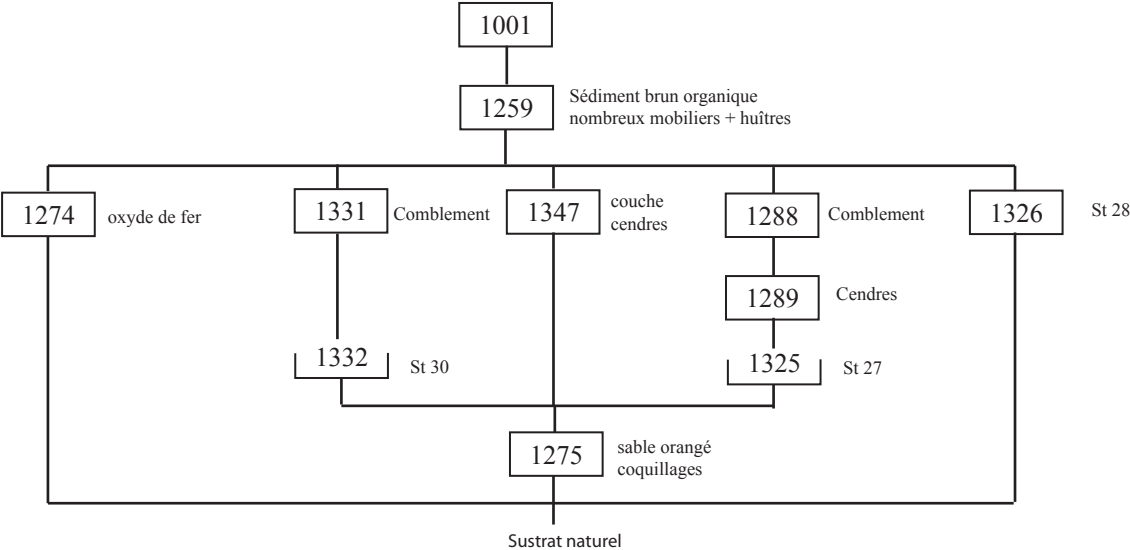 1001
1259
Sédiment brun organique
nombreux mobiliers + huîtres
1274
oxyde de fer
1331
Comblement
1347
couche
cendres
1288
Comblement
1326
St 28
1289
Cendres
1332
St 30
1325
St 27
1275
sable orangé
coquillages
Sustrat naturel